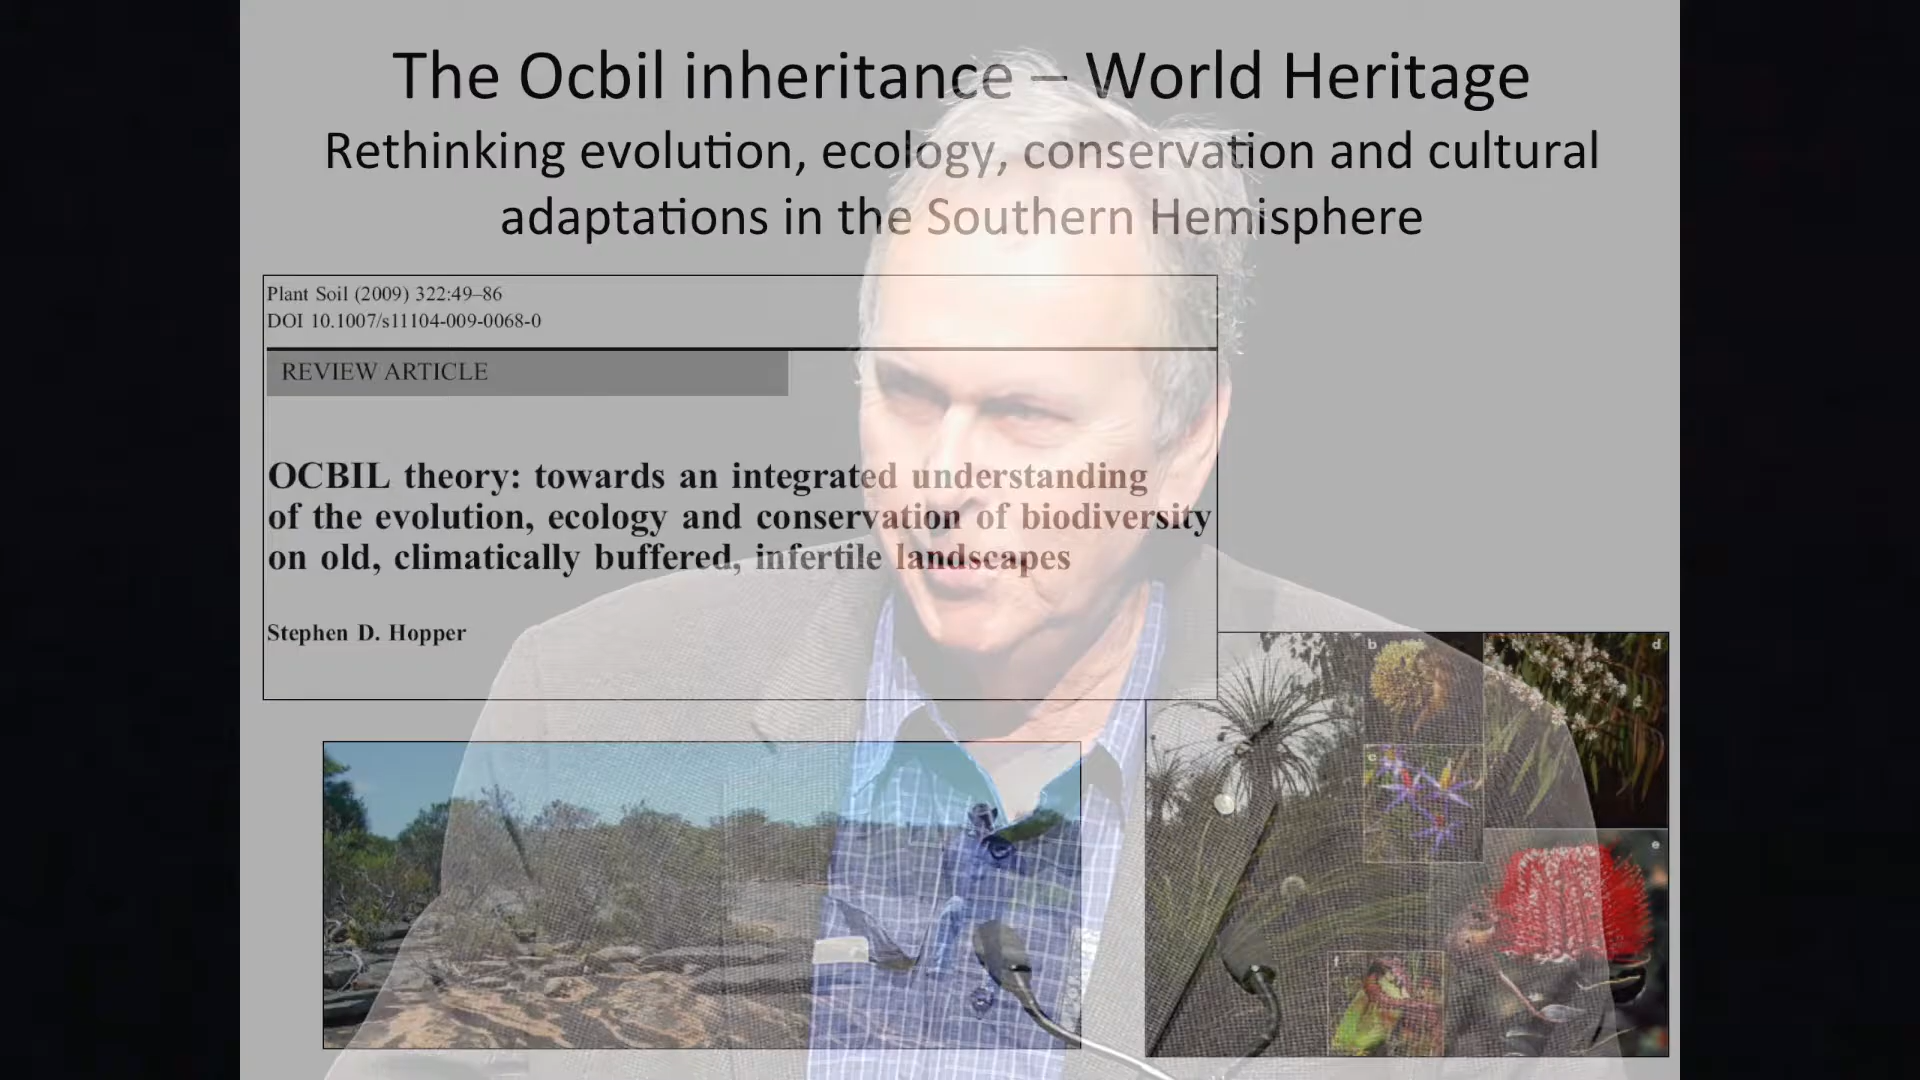 The Ocbil inheritance – World Heritage
Rethinking evolution, ecology, conservation and cultural
adaptations in the Southern Hemisphere
Plant Soil (2009) 322:49–86
DOI 10.1007/s11104-009-0068-0
REVIEW ARTICLE
OCBIL theory: towards an integrated understanding
of the evolution, ecology and conservation of biodiversity
on old, climatically buffered, infertile landscapes
Stephen D. Hopper
b
d
c
e
f